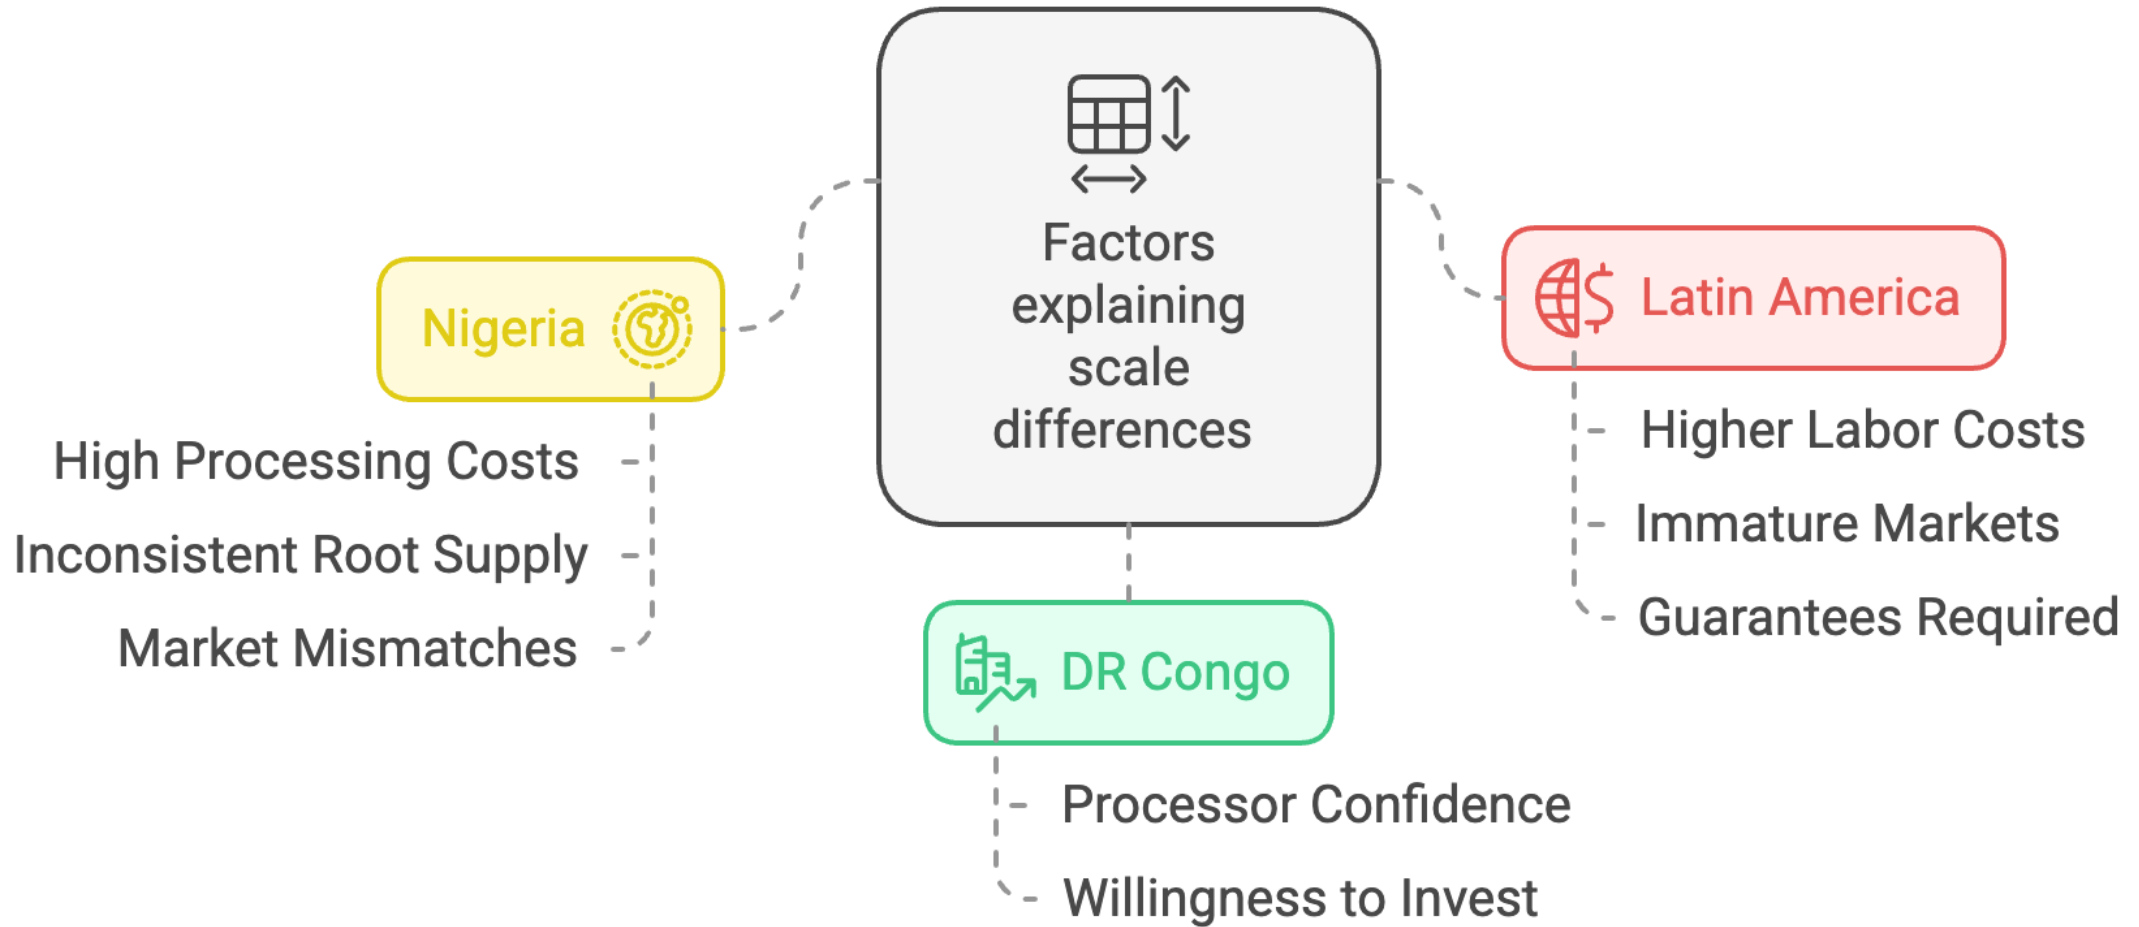 Factors
explaining
scale
differences
Nigeria
High Processing Costs
Inconsistent Root Supply
Market Mismatches
DR Congo
Processor Confidence
Willingness to Invest
Latin America
Higher Labor Costs
Immature Markets
Guarantees Required